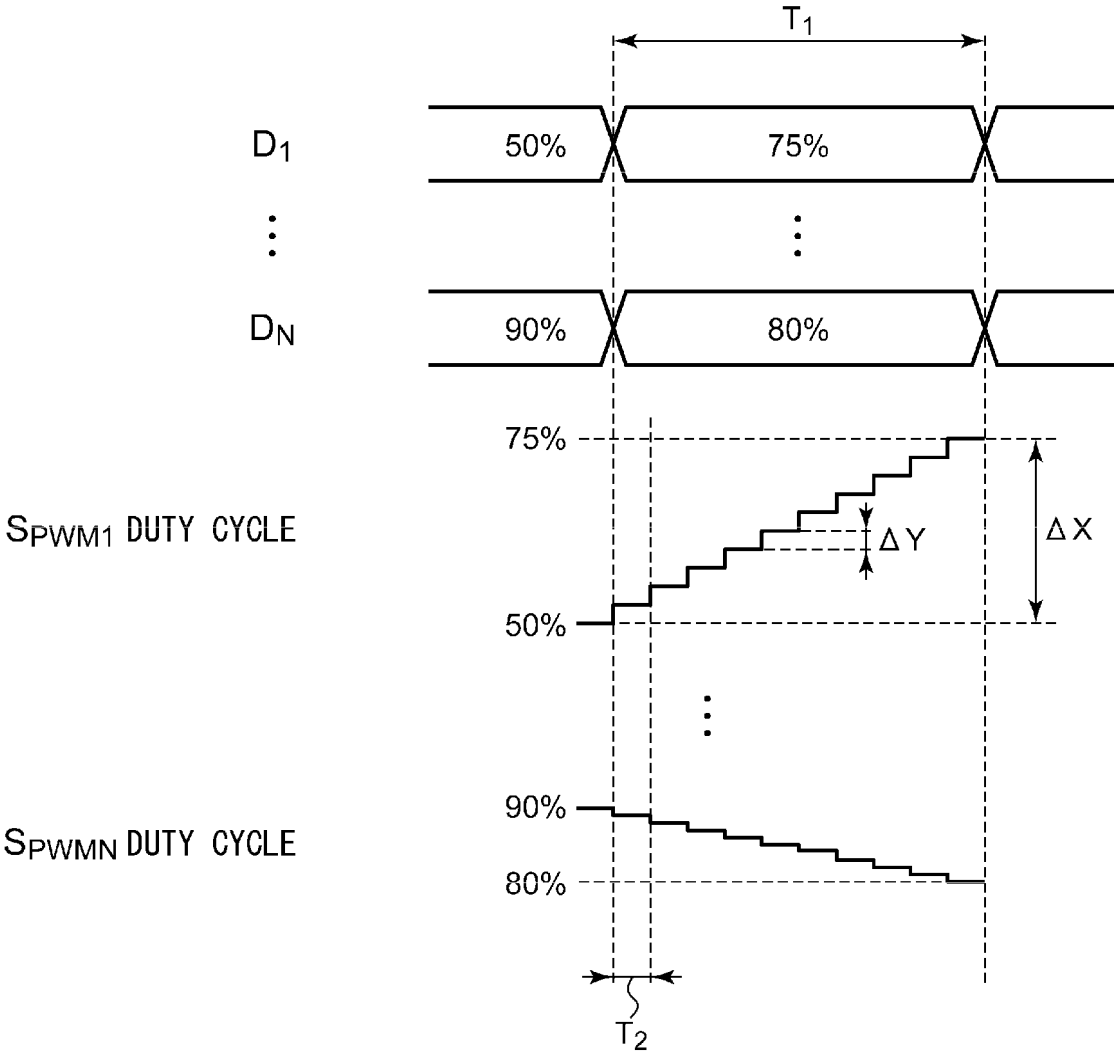 T1
D1 50% 75%
DN 90% 80%
75%
SPWM1 DUTY CYCLE
ΔY ΔX
50%
90%
SPWMN DUTY CYCLE
80%
T2